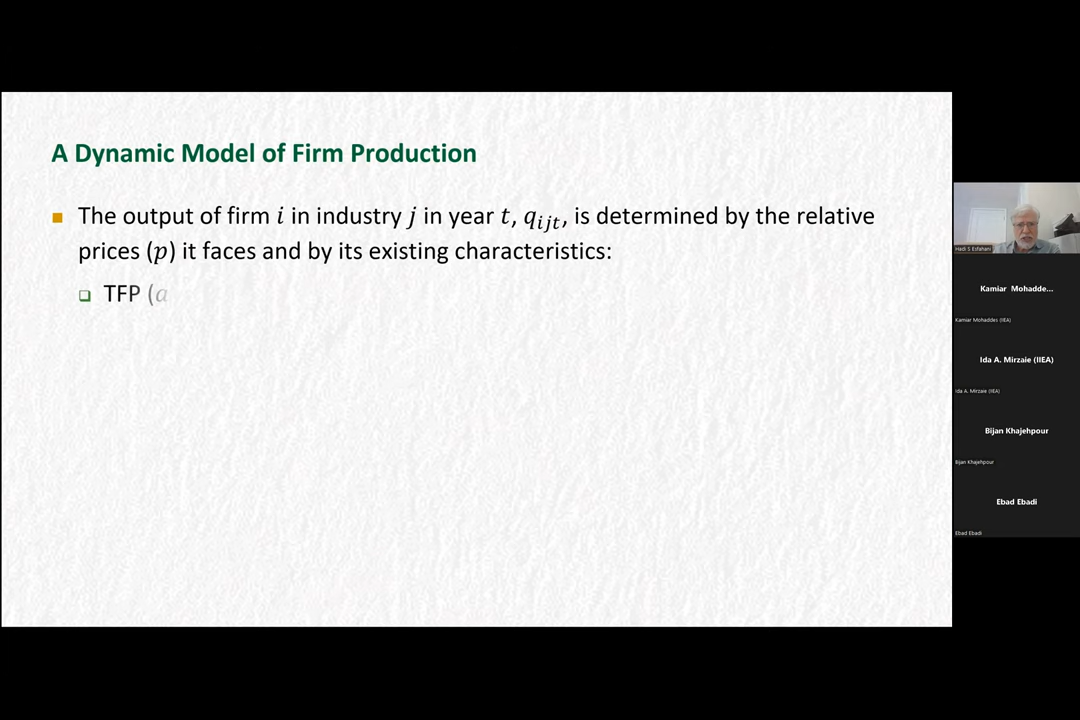 A Dynamic Model of Firm Production
The output of firm i in industry j in year t, qijt, is determined by the relative
prices (p) it faces and by its existing characteristics:
TFP (a
Hadi S Esfahani
Kamiar Mohadde...
Kamiar Mohaddes (IIEA)
Ida A. Mirzaie (IIEA)
Ida A. Mirzaie (IIEA)
Bijan Khajehpour
Bijan Khajehpour
Ebad Ebadi
Ebad Ebadi